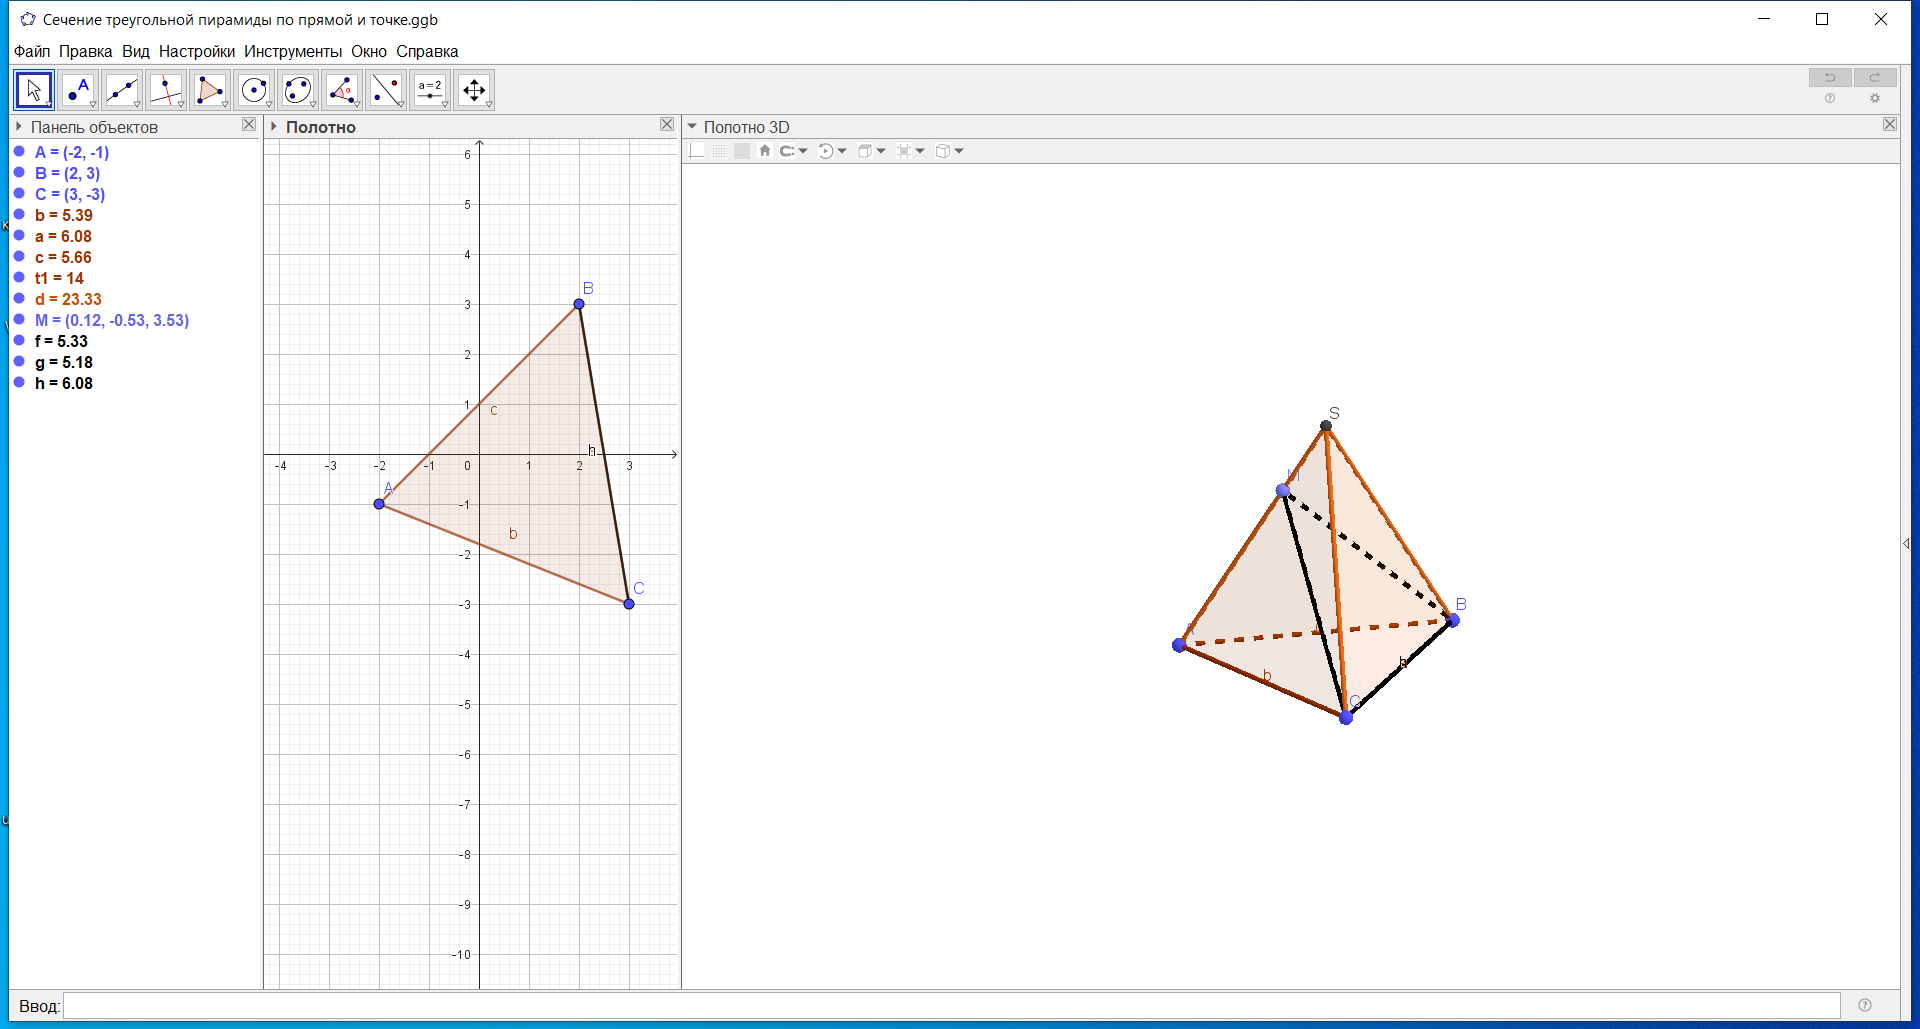 Сечение треугольной пирамиды по прямой и точке.ggb
Файл Правка Вид Настройки Инструменты Окно Справка
A
α
a = 2
Панель объектов
Полотно
Полотно 3D
A = (-2, -1)
B = (2, 3)
C = (3, -3)
b = 5.39
a = 6.08
c = 5.66
t1 = 14
d = 23.33
M = (0.12, -0.53, 3.53)
f = 5.33
g = 5.18
h = 6.08
6
5
4
3
2
1
-4 -3 -2 -1 0 1 2 3
-1
-2
-3
-4
-5
-6
-7
-8
-9
-10
B
c
h
A
b
C
S
M
B
A
b
C
Ввод: